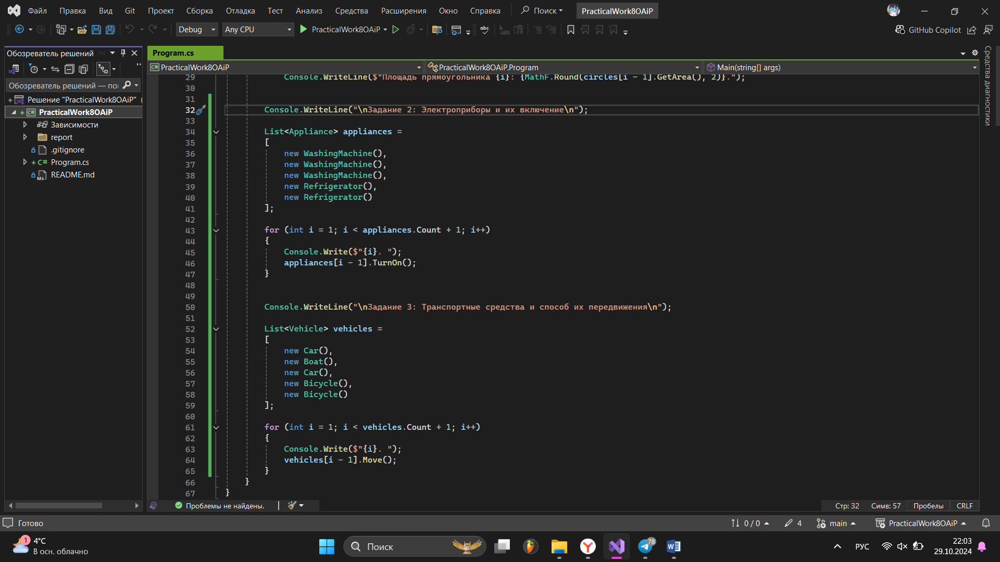 Файл Правка Вид Git Проект Сборка Отладка Тест Анализ Средства Расширения Окно Справка Поиск PracticalWork8OAiP
Debug Any CPU PracticalWork8OAiP GitHub Copilot
Обозреватель решений
Обозреватель решений — по
Решение "PracticalWork8OAiP" (
PracticalWork8OAiP
Зависимости
report
.gitignore
Program.cs
README.md
Program.cs
PracticalWork8OAiP PracticalWork8OAiP.Program Main(string[] args)
29 Console.WriteLine($"Площадь прямоугольника {i}: {MathF.Round(circles[i - 1].GetArea(), 2)}.");
30
31
32 Console.WriteLine("\nЗадание 2: Электроприборы и их включение\n");
33
34 List<Appliance> appliances =
35 [
36 new WashingMachine(),
37 new WashingMachine(),
38 new WashingMachine(),
39 new Refrigerator(),
40 new Refrigerator()
41 ];
42
43 for (int i = 1; i < appliances.Count + 1; i++)
44 {
45 Console.Write($"{i}. ");
46 appliances[i - 1].TurnOn();
47 }
48
49
50 Console.WriteLine("\nЗадание 3: Транспортные средства и способ их передвижения\n");
51
52 List<Vehicle> vehicles =
53 [
54 new Car(),
55 new Boat(),
56 new Car(),
57 new Bicycle(),
58 new Bicycle()
59 ];
60
61 for (int i = 1; i < vehicles.Count + 1; i++)
62 {
63 Console.Write($"{i}. ");
64 vehicles[i - 1].Move();
65 }
66 }
67 }
Средства диагностики
Проблемы не найдены. Стр: 32 Симв: 57 Пробелы CRLF
Готово 0 / 0 4 main PracticalWork8OAiP
1 4°C
В осн. облачно
Поиск
78
РУС
22:03
29.10.2024